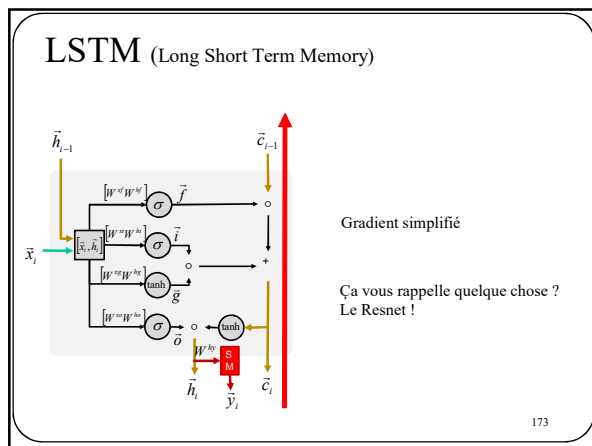 LSTM (Long Short Term Memory)
h⃗ᵢ₋₁
c⃗ᵢ₋₁
[Wˣᶠ Wʰᶠ]
σ
f⃗
∘
[x⃗ᵢ, h⃗ᵢ]
x⃗ᵢ
[Wˣⁱ Wʰⁱ]
σ
i⃗
∘
+
[Wˣᵍ Wʰᵍ]
tanh
g⃗
[Wˣᵒ Wʰᵒ]
σ
o⃗
∘
tanh
Wʰʸ
S
M
h⃗ᵢ
y⃗ᵢ
c⃗ᵢ
Gradient simplifié
Ça vous rappelle quelque chose ?
Le Resnet !
173